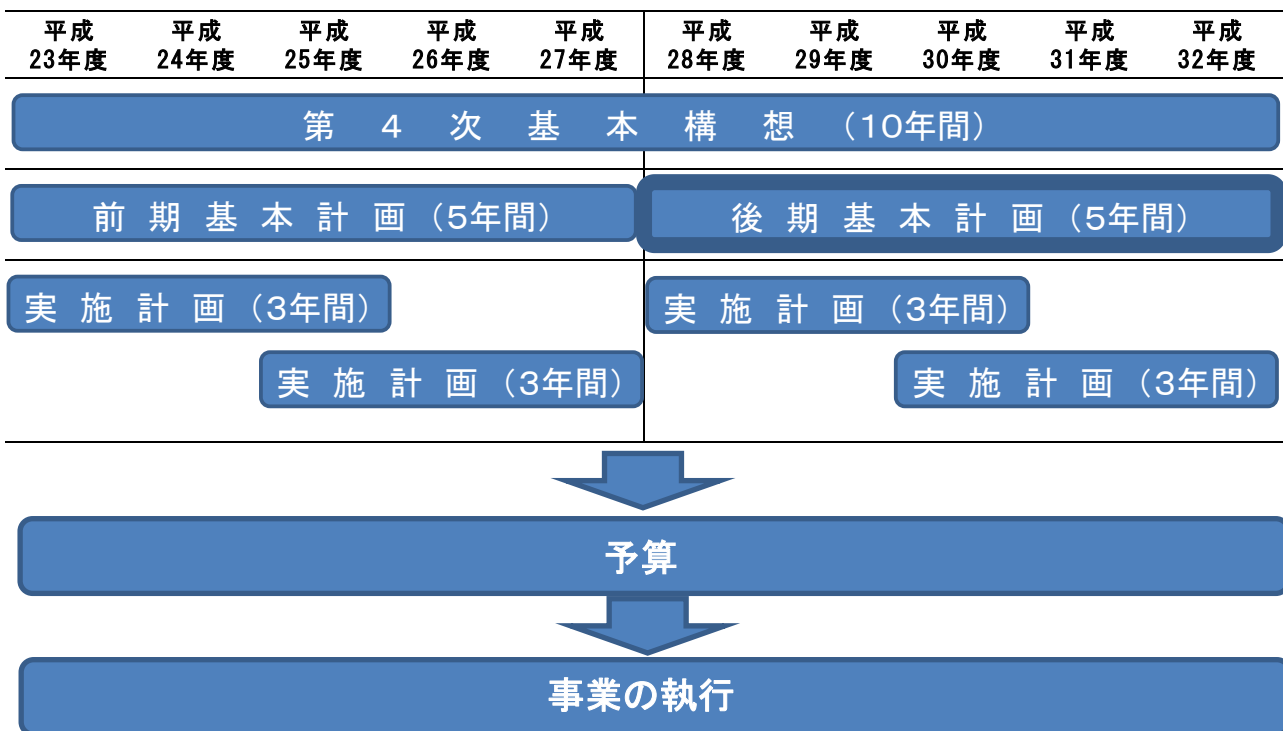 平成 平成 平成 平成 平成 平成 平成 平成 平成 平成
23年度 24年度 25年度 26年度 27年度 28年度 29年度 30年度 31年度 32年度
第4次基本構想（10年間）
前期基本計画（5年間） 後期基本計画（5年間）
実施計画（3年間） 実施計画（3年間）
実施計画（3年間） 実施計画（3年間）
予算
事業の執行